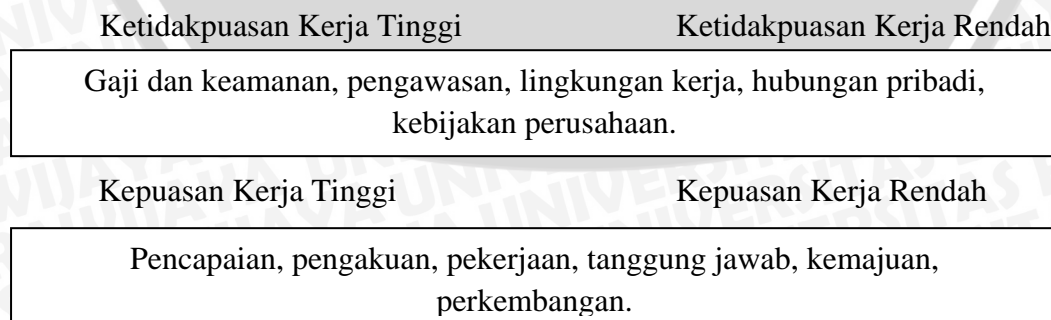 Ketidakpuasan Kerja Tinggi Ketidakpuasan Kerja Rendah
Gaji dan keamanan, pengawasan, lingkungan kerja, hubungan pribadi,
kebijakan perusahaan.
Kepuasan Kerja Tinggi Kepuasan Kerja Rendah
Pencapaian, pengakuan, pekerjaan, tanggung jawab, kemajuan,
perkembangan.